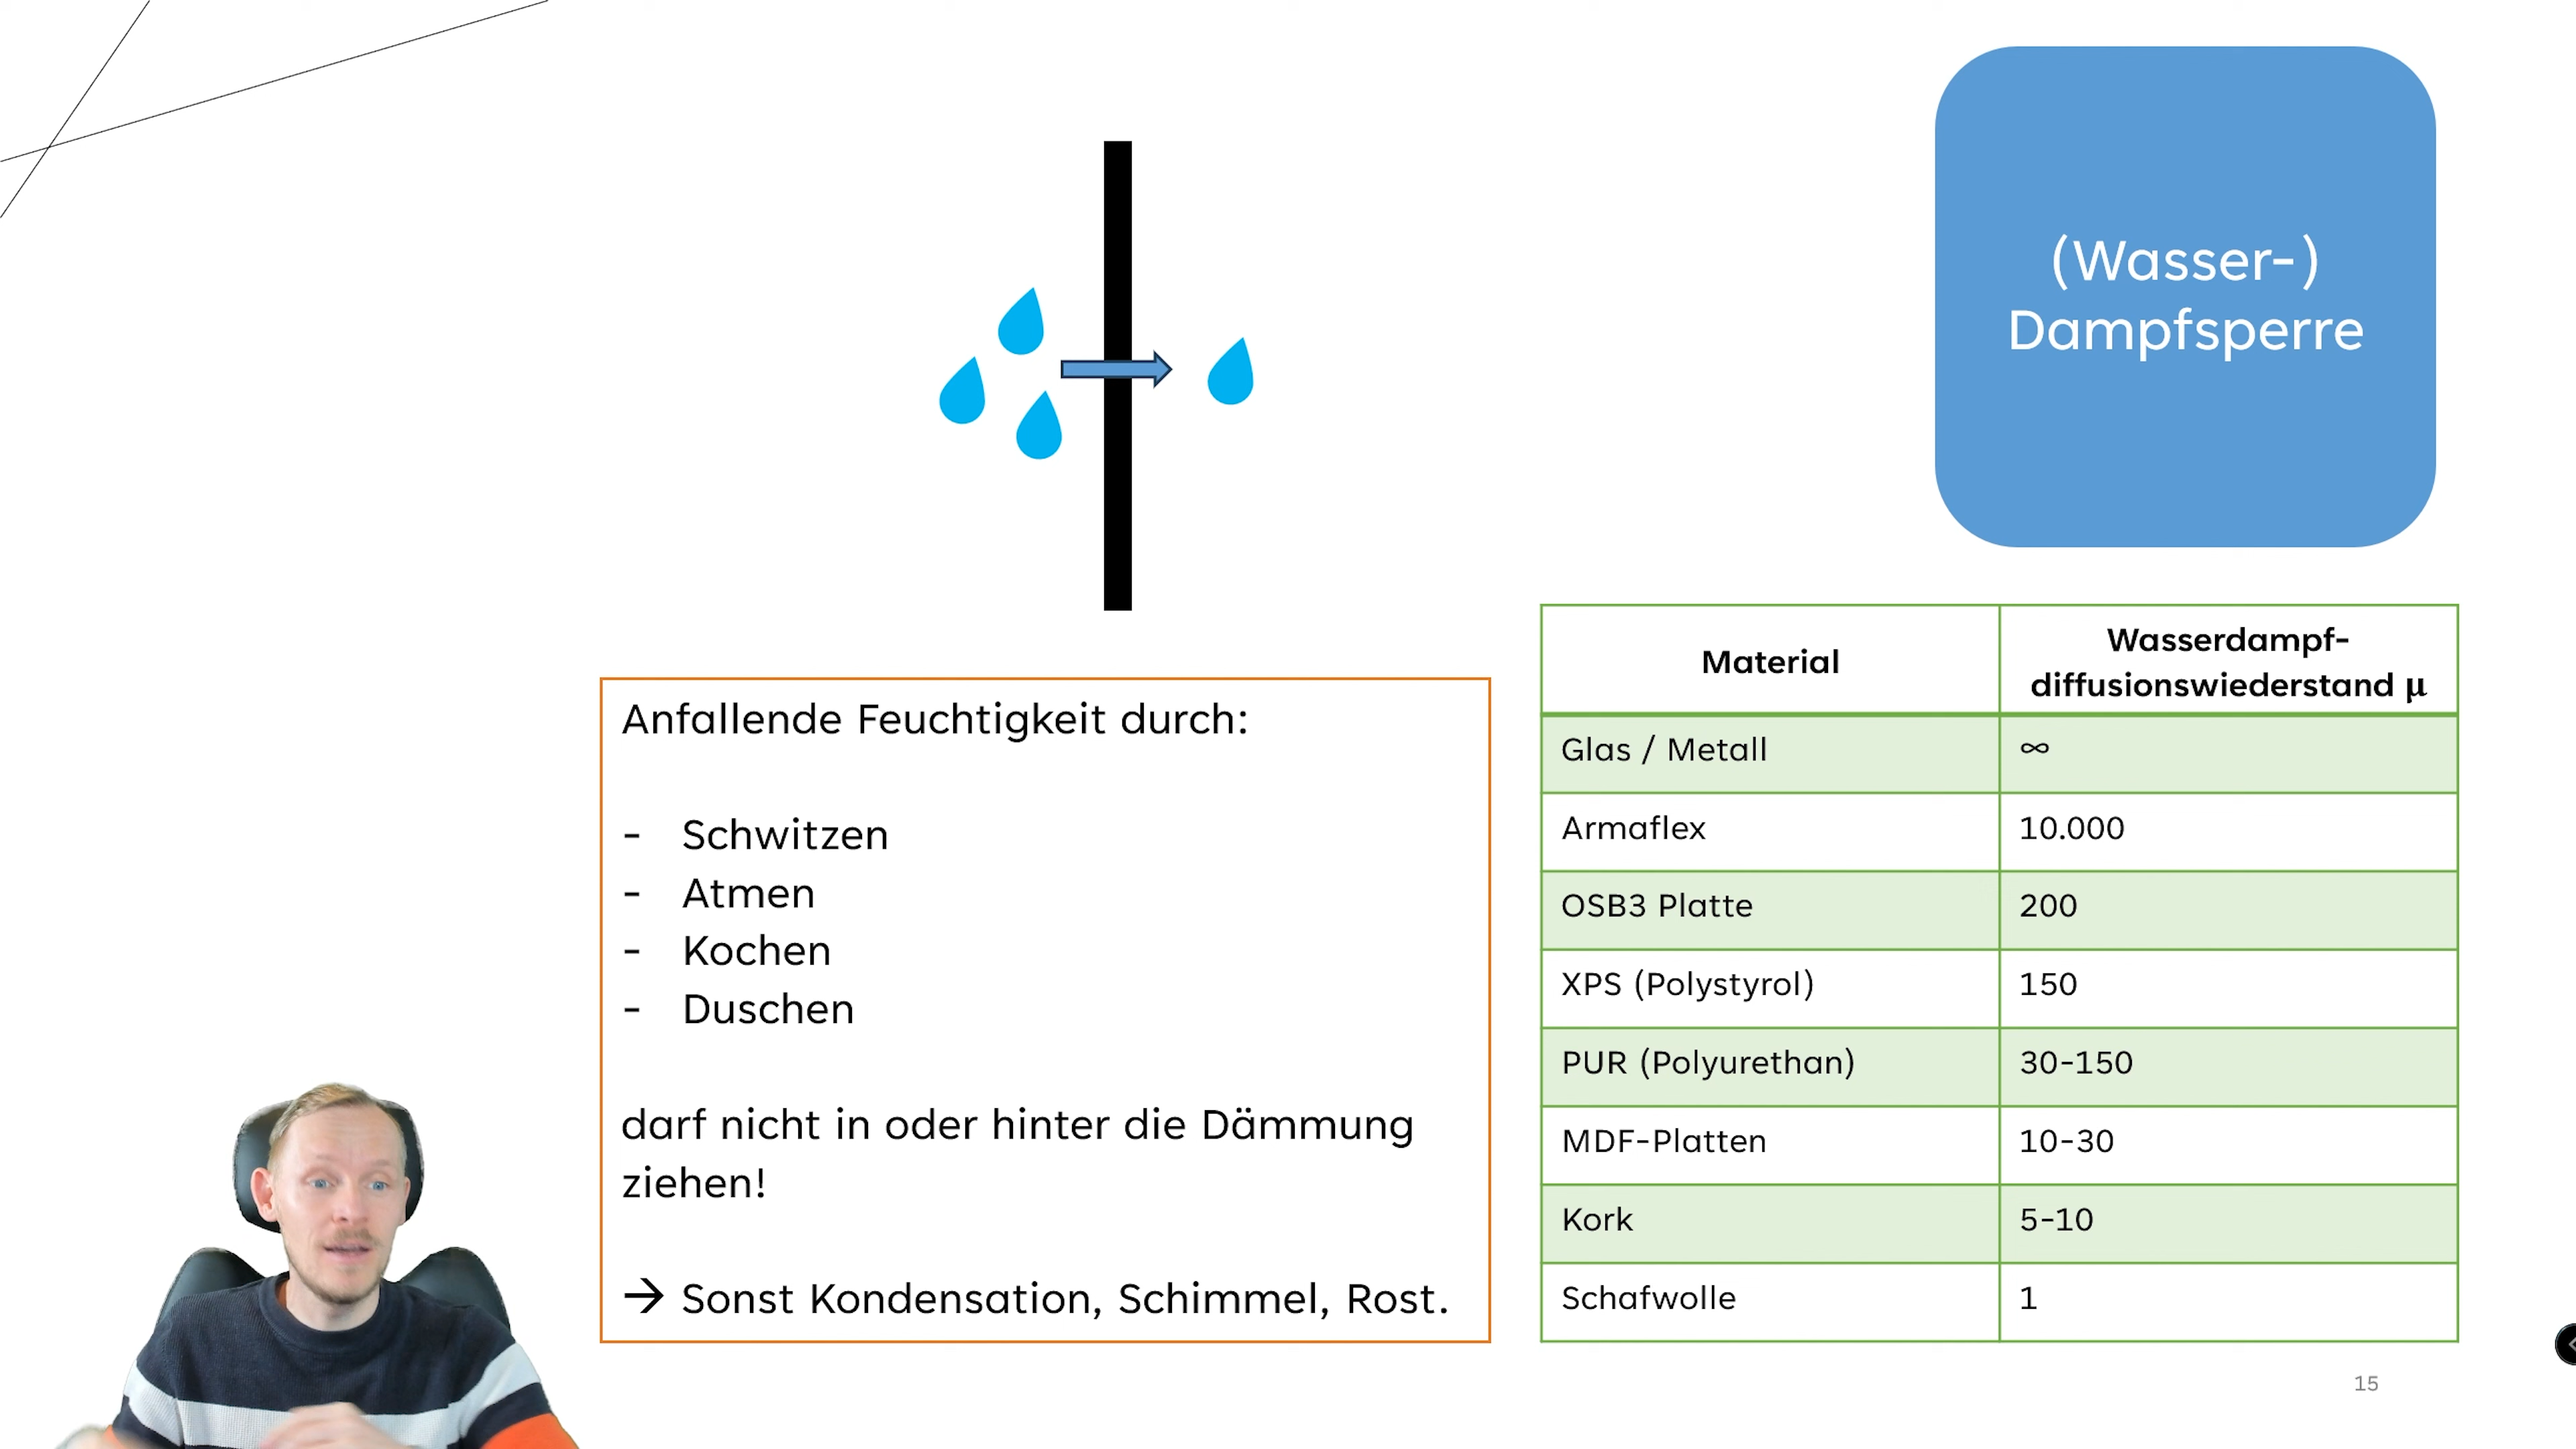 (Wasser-)
Dampfsperre
Anfallende Feuchtigkeit durch:
- Schwitzen
- Atmen
- Kochen
- Duschen
darf nicht in oder hinter die Dämmung
ziehen!
→ Sonst Kondensation, Schimmel, Rost.
Material
Wasserdampf-
diffusionswiederstand μ
Glas / Metall ∞
Armaflex 10.000
OSB3 Platte 200
XPS (Polystyrol) 150
PUR (Polyurethan) 30-150
MDF-Platten 10-30
Kork 5-10
Schafwolle 1
15